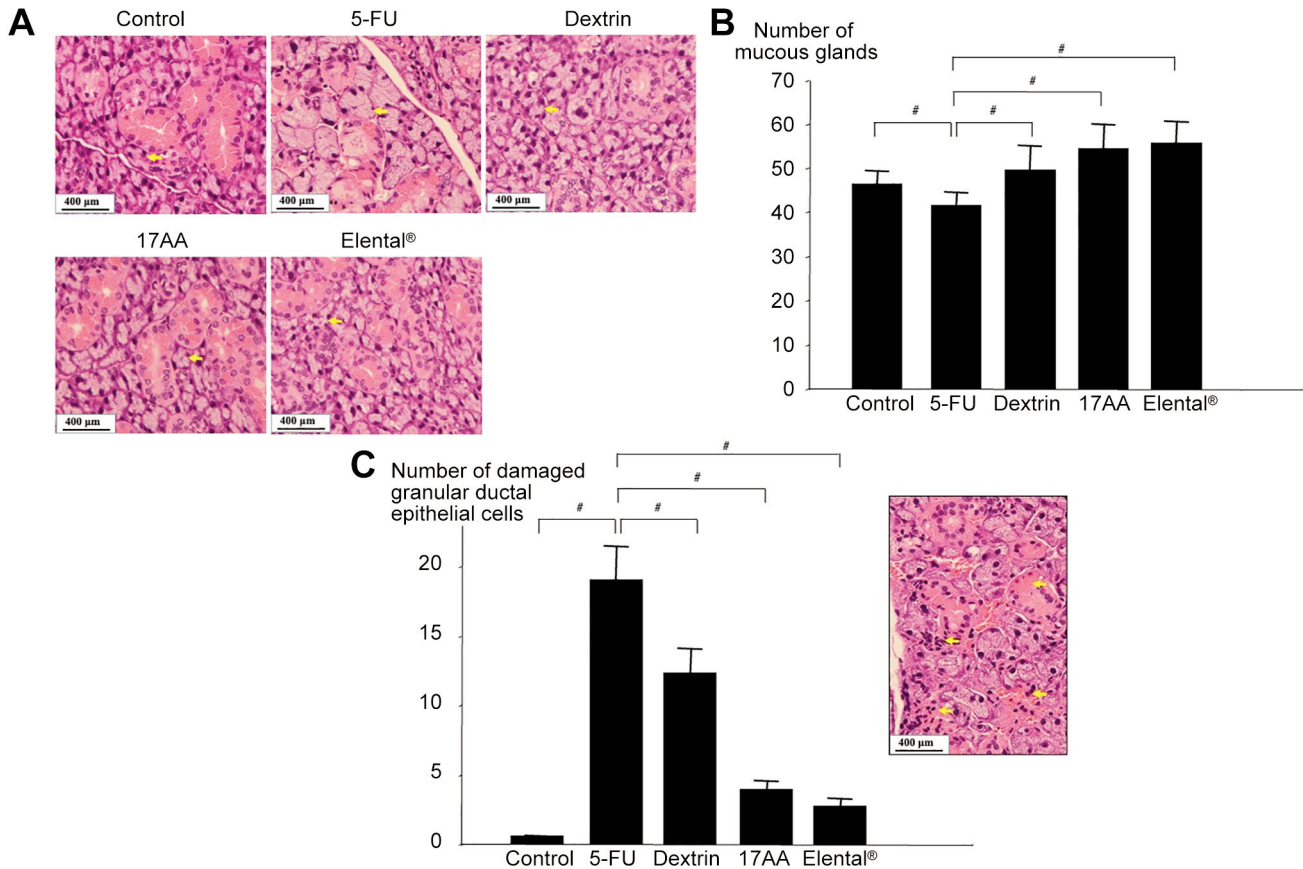 A
Control
5-FU
Dextrin
400 μm
400 μm
400 μm
17AA
Elental®
400 μm
400 μm
B
Number of
mucous glands
#
#
# #
70
60
50
40
30
20
10
0
Control 5-FU Dextrin 17AA Elental®
C
Number of damaged
granular ductal
epithelial cells
#
#
# #
20
15
10
5
0
Control 5-FU Dextrin 17AA Elental®
400 μm